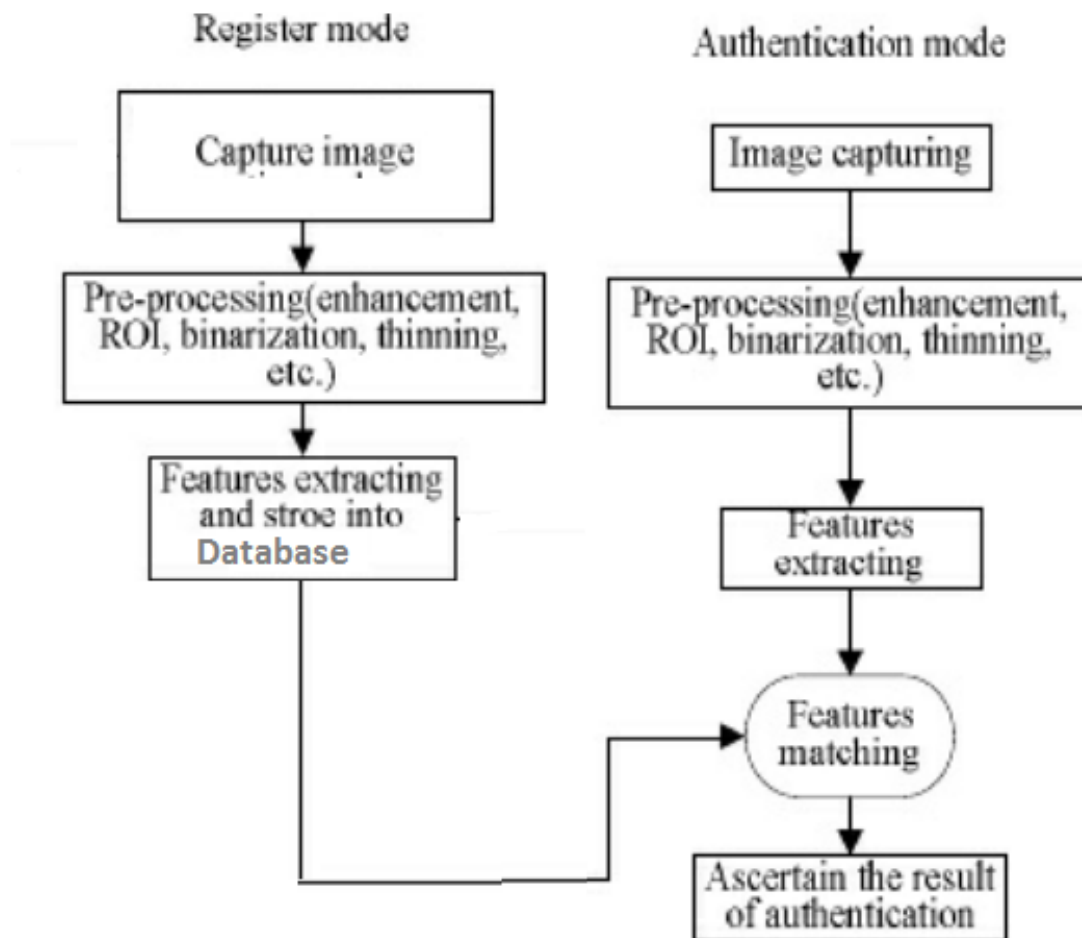 Register mode
Capture image
Pre-processing(enhancement,
ROI, binarization, thinning,
etc.)
Features extracting
and stroe into
Database
Authentication mode
Image capturing
Pre-processing(enhancement,
ROI, binarization, thinning,
etc.)
Features
extracting
Features
matching
Ascertain the result
of authentication